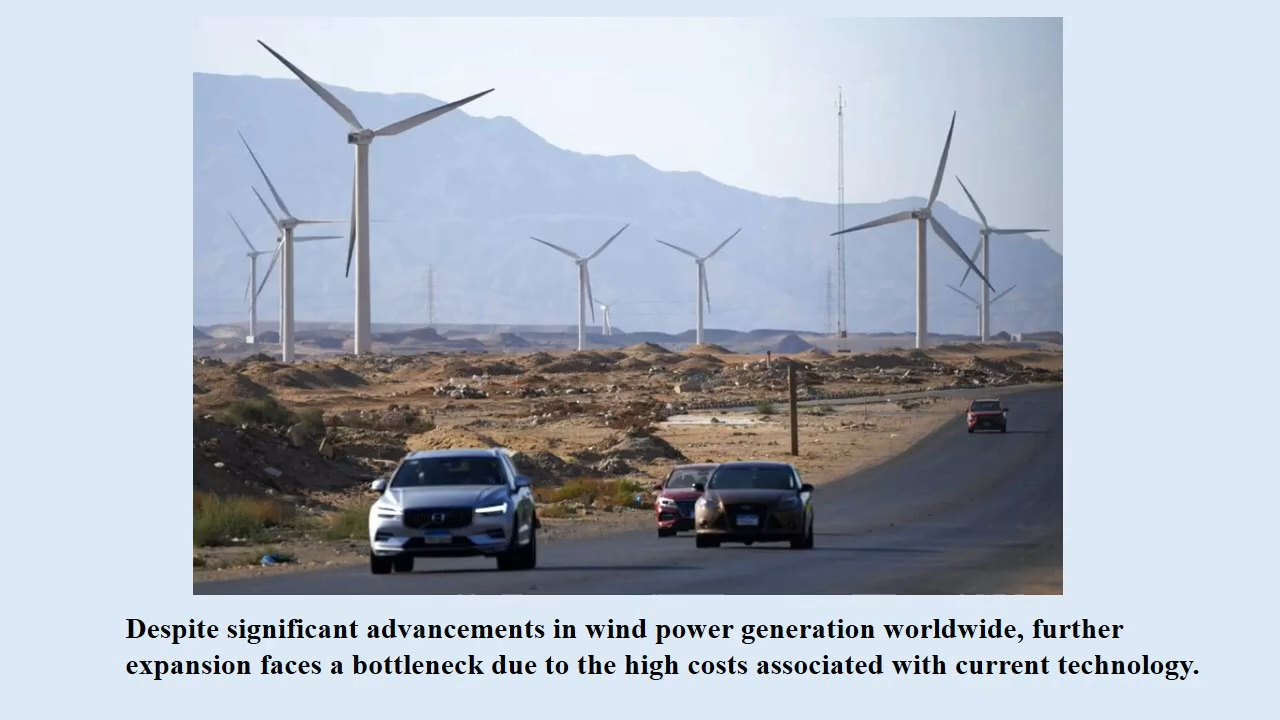 Despite significant advancements in wind power generation worldwide, further
expansion faces a bottleneck due to the high costs associated with current technology.